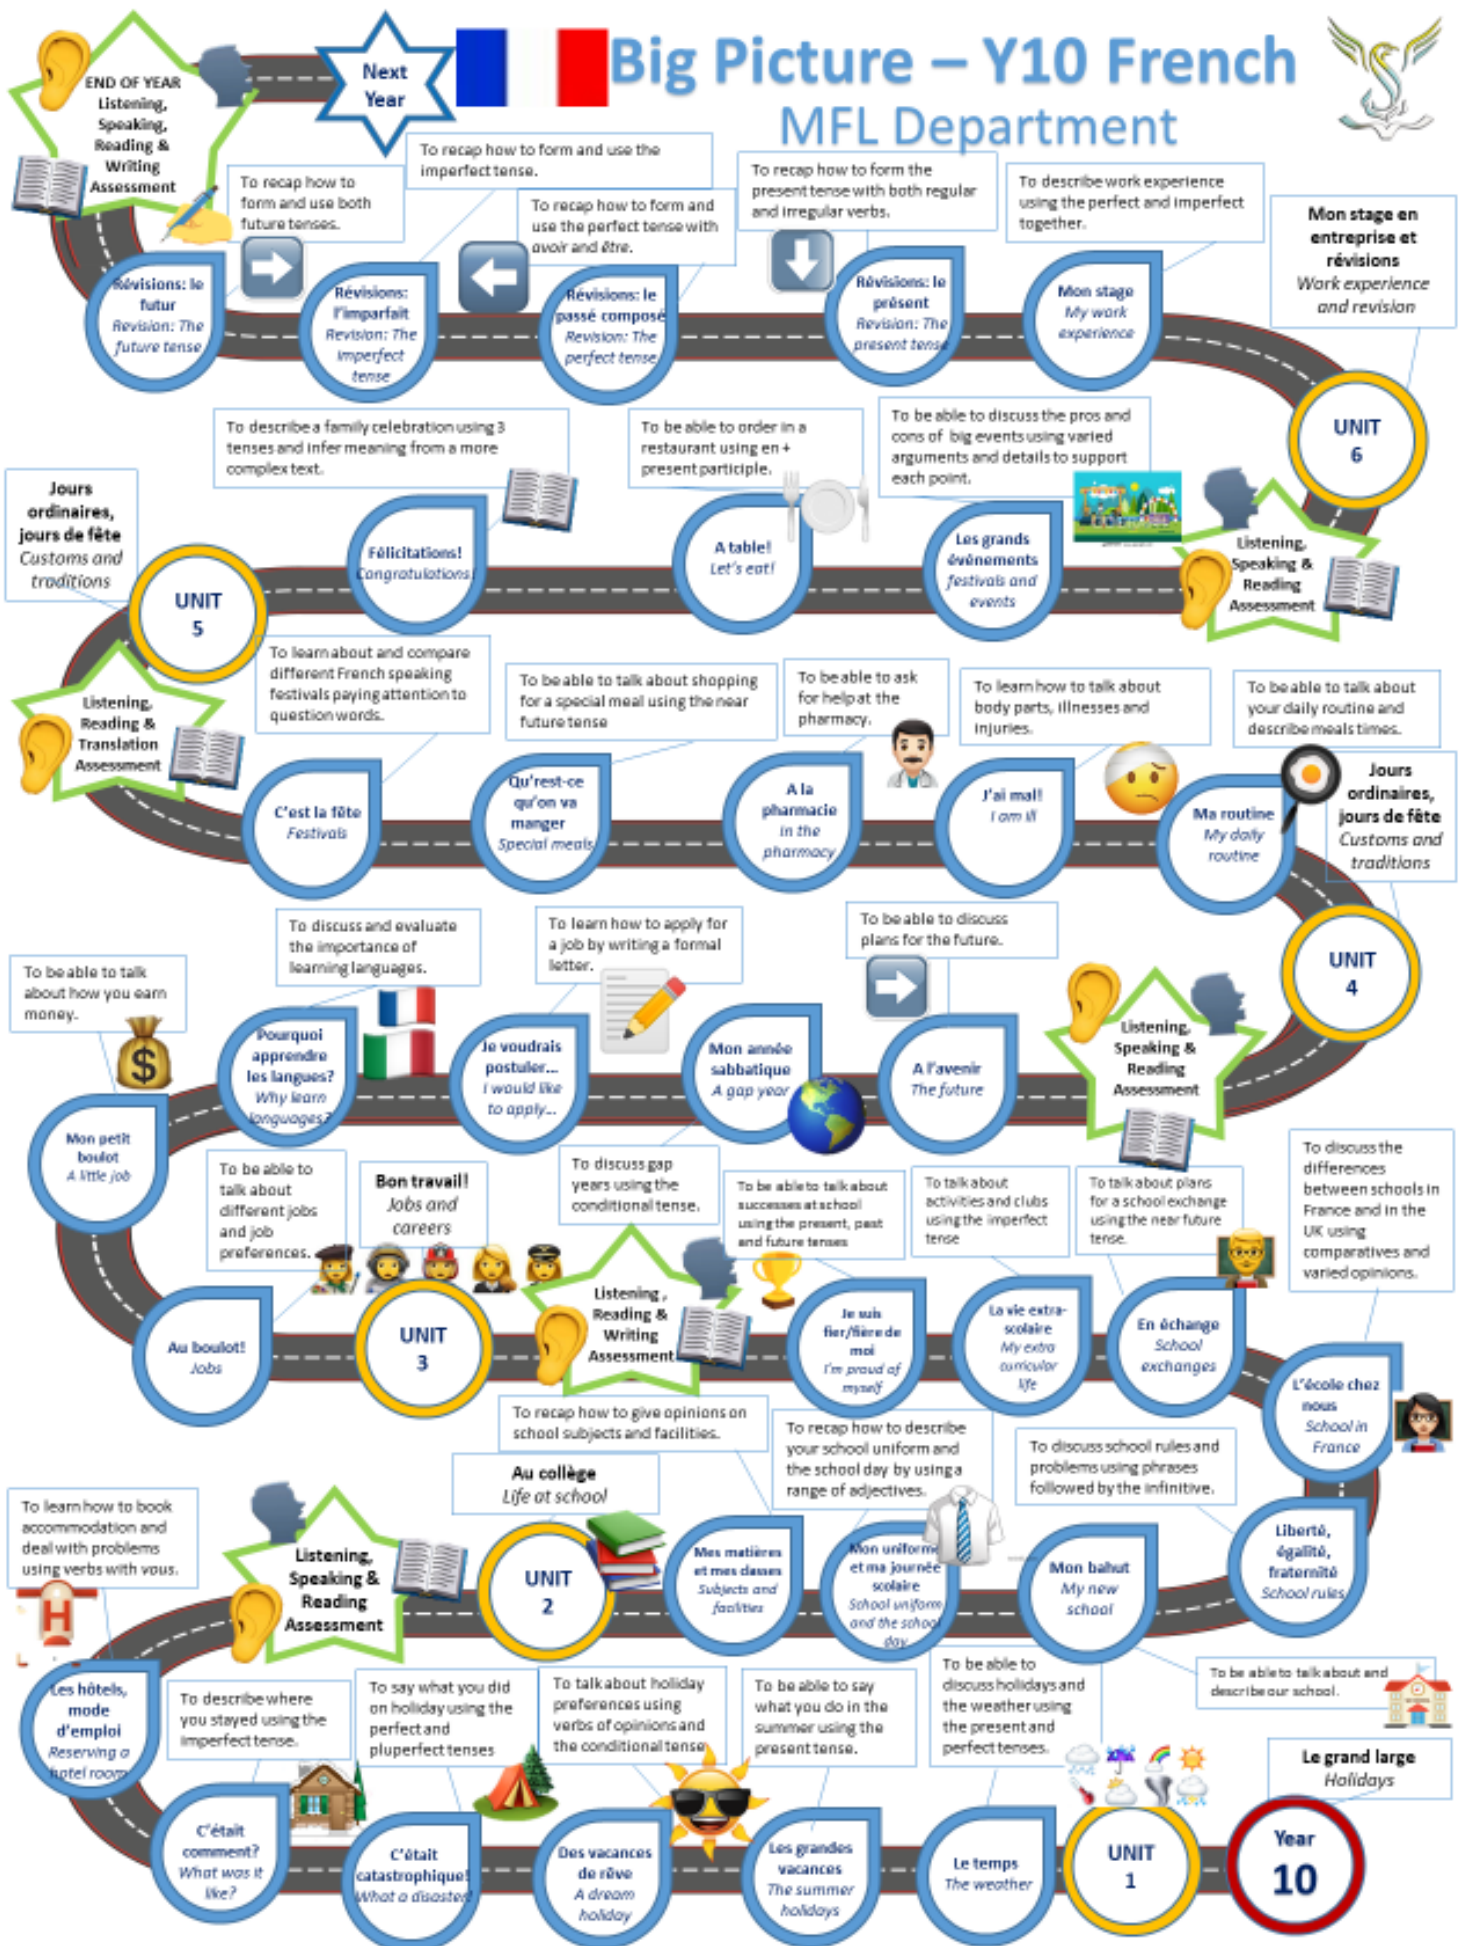 Big Picture – Y10 French
MFL Department
Next
Year
END OF YEAR
Listening,
Speaking,
Reading &
Writing
Assessment
To recap how to
form and use both
future tenses.
To recap how to form and use the
imperfect tense.
To recap how to form and
use the perfect tense with
avoir and être.
To recap how to form the
present tense with both regular
and irregular verbs.
To describe work experience
using the perfect and imperfect
together.
Mon stage en
entreprise et
révisions
Work experience
and revision
Révisions: le
futur
Revision: The
future tense
Révisions:
l'imparfait
Revision: The
imperfect
tense
Révisions: le
passé composé
Revision: The
perfect tense
Révisions: le
présent
Revision: The
present tense
Mon stage
My work
experience
UNIT
6
To describe a family celebration using 3
tenses and infer meaning from a more
complex text.
To be able to order in a
restaurant using en +
present participle.
To be able to discuss the pros and
cons of big events using varied
arguments and details to support
each point.
Jours
ordinaires,
jours de fête
Customs and
traditions
UNIT
5
Félicitations!
Congratulations!
A table!
Let's eat!
Les grands
événements
festivals and
events
Listening,
Speaking &
Reading
Assessment
Listening,
Reading &
Translation
Assessment
To learn about and compare
different French speaking
festivals paying attention to
question words.
To be able to talk about shopping
for a special meal using the near
future tense
To be able to ask
for help at the
pharmacy.
To learn how to talk about
body parts, illnesses and
injuries.
To be able to talk about
your daily routine and
describe meals times.
C'est la fête
Festivals
Qu'rest-ce
qu'on va
manger
Special meals
A la
pharmacie
In the
pharmacy
J'ai mal!
I am ill
Ma routine
My daily
routine
Jours
ordinaires,
jours de fête
Customs and
traditions
UNIT
4
To be able to talk
about how you earn
money.
To discuss and evaluate
the importance of
learning languages.
To learn how to apply for
a job by writing a formal
letter.
To be able to discuss
plans for the future.
Mon petit
boulot
A little job
Pourquoi
apprendre
les langues?
Why learn
languages?
Je voudrais
postuler...
I would like
to apply...
Mon année
sabbatique
A gap year
A l'avenir
The future
Listening,
Speaking &
Reading
Assessment
To be able to
talk about
different jobs
and job
preferences.
Bon travail!
Jobs and
careers
To discuss gap
years using the
conditional tense.
To be able to talk about
successes at school
using the present, past
and future tenses
To talk about
activities and clubs
using the imperfect
tense
To talk about plans
for a school exchange
using the near future
tense.
To discuss the
differences
between schools in
France and in the
UK using
comparatives and
varied opinions.
Au boulot!
Jobs
UNIT
3
Listening,
Reading &
Writing
Assessment
Je suis
fier/fière de
moi
I'm proud of
myself
La vie extra-
scolaire
My extra
curricular
life
En échange
School
exchanges
L'école chez
nous
School in
France
To recap how to give opinions on
school subjects and facilities.
To recap how to describe
your school uniform and
the school day by using a
range of adjectives.
To discuss school rules and
problems using phrases
followed by the infinitive.
Au collège
Life at school
To learn how to book
accommodation and
deal with problems
using verbs with vous.
H
Listening,
Speaking &
Reading
Assessment
UNIT
2
Mes matières
et mes classes
Subjects and
facilities
Mon uniforme
et ma journée
scolaire
School uniform
and the school
day
Mon bahut
My new
school
Liberté,
égalité,
fraternité
School rules
To be able to talk about and
describe our school.
Les hôtels,
mode
d'emploi
Reserving a
hotel room
To describe where
you stayed using the
imperfect tense.
To say what you did
on holiday using the
perfect and
pluperfect tenses
To talk about holiday
preferences using
verbs of opinions and
the conditional tense
To be able to say
what you do in the
summer using the
present tense.
To be able to
discuss holidays and
the weather using
the present and
perfect tenses.
Le grand large
Holidays
C'était
comment?
What was it
like?
C'était
catastrophique!
What a disaster!
Des vacances
de rêve
A dream
holiday
Les grandes
vacances
The summer
holidays
Le temps
The weather
UNIT
1
Year
10